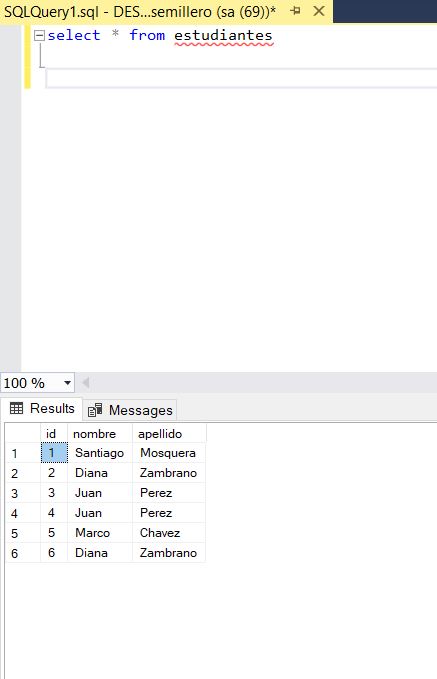 SQLQuery1.sql - DES...semillero (sa (69))*
select * from estudiantes
100 %
Results Messages
id nombre apellido
1 1 Santiago Mosquera
2 2 Diana Zambrano
3 3 Juan Perez
4 4 Juan Perez
5 5 Marco Chavez
6 6 Diana Zambrano